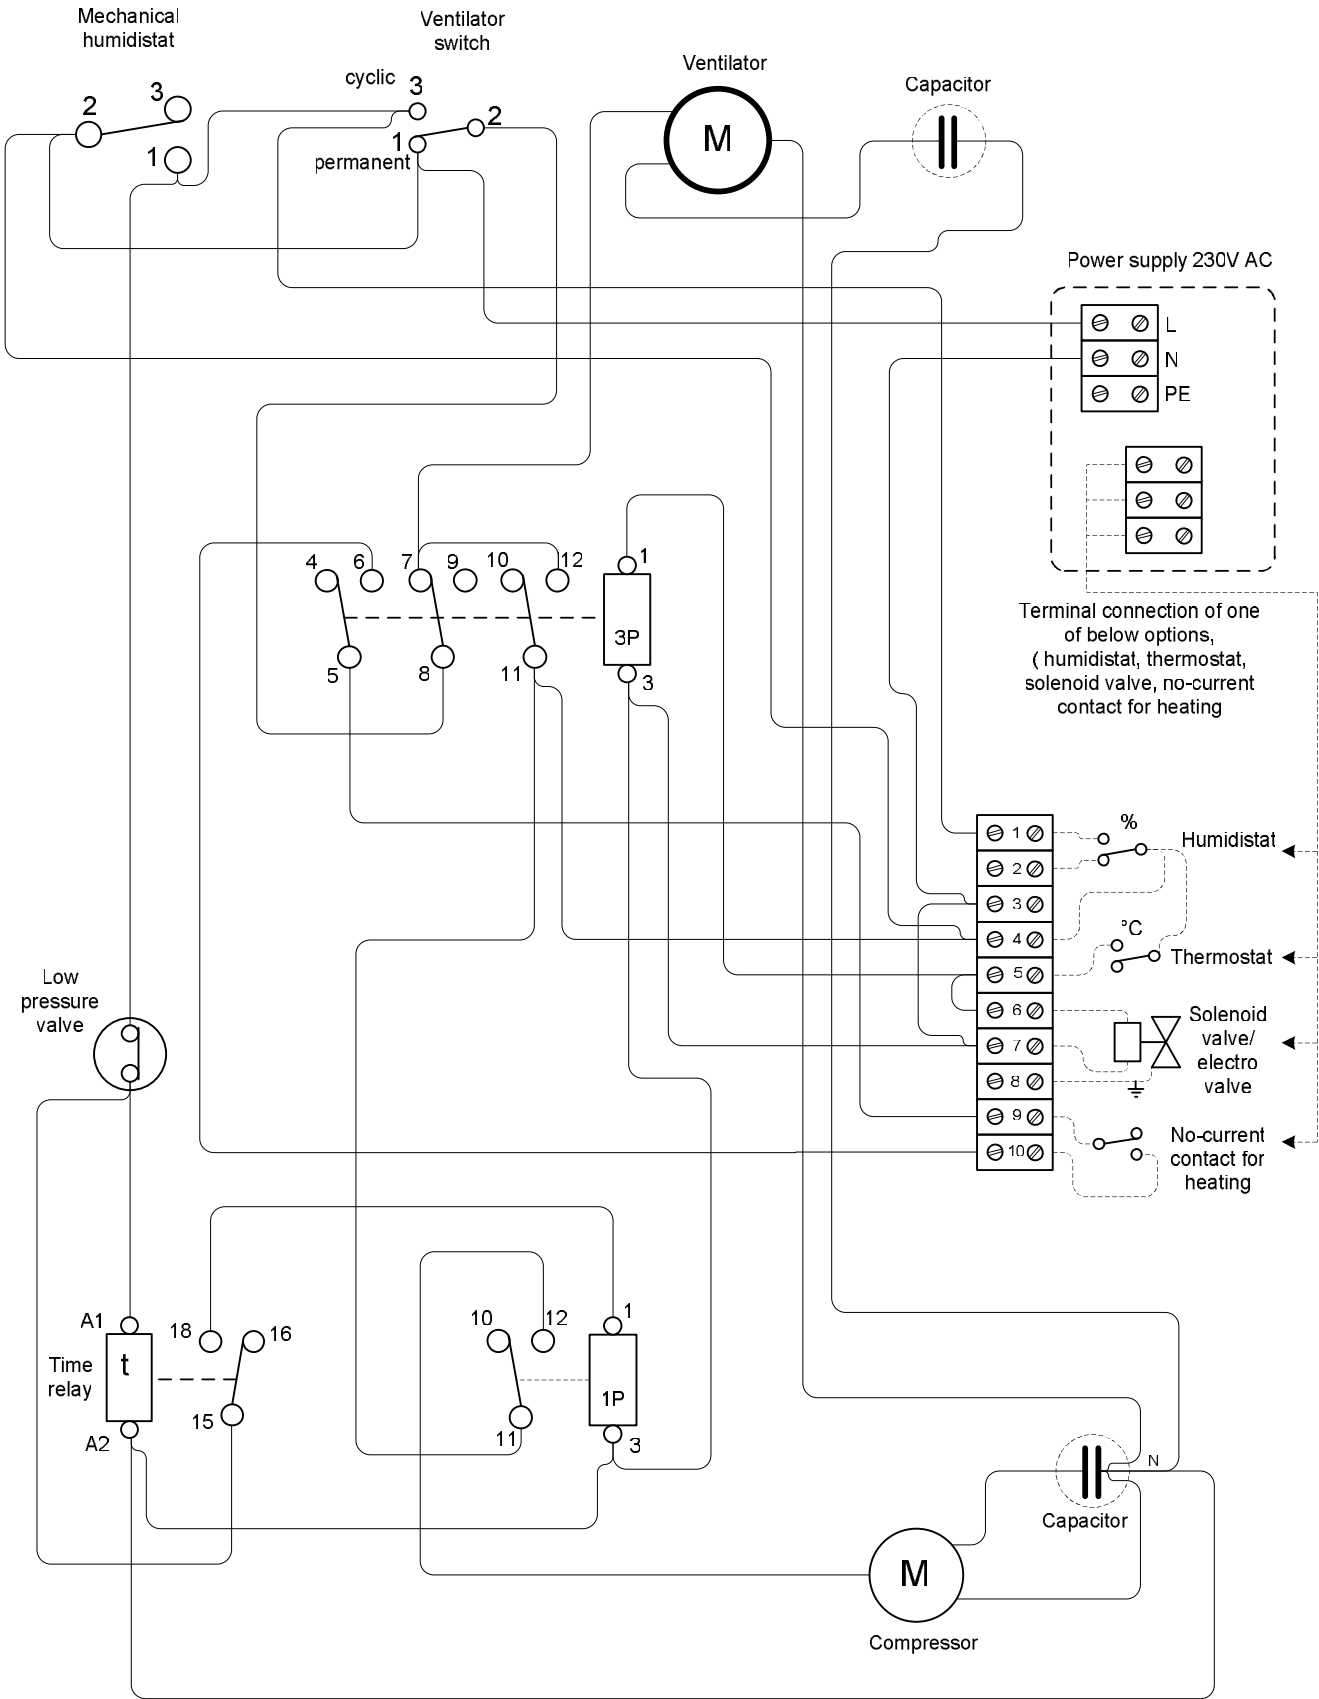 Mechanical
humidistat
Ventilator
switch
cyclic
3
2
3
2
1
1
permanent
Ventilator
M
Capacitor
Power supply 230V AC
L
N
PE
Terminal connection of one
of below options,
( humidistat, thermostat,
solenoid valve, no-current
contact for heating
4
6
7
9
10
12
1
3P
5
8
11
3
1
2
3
4
5
6
7
8
9
10
%
Humidistat
°C
Thermostat
Solenoid
valve/
electro
valve
No-current
contact for
heating
Low
pressure
valve
A1
t
Time
relay
A2
18
16
15
10
12
1
1P
11
3
N
Capacitor
M
Compressor